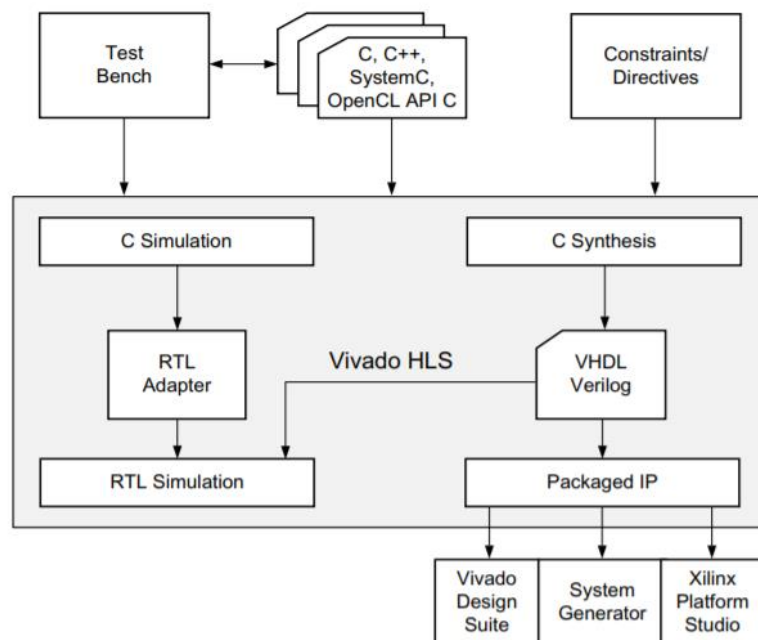 Test
Bench
C, C++,
SystemC,
OpenCL API C
Constraints/
Directives
C Simulation
C Synthesis
RTL
Adapter
Vivado HLS
VHDL
Verilog
RTL Simulation
Packaged IP
Vivado
Design
Suite
System
Generator
Xilinx
Platform
Studio